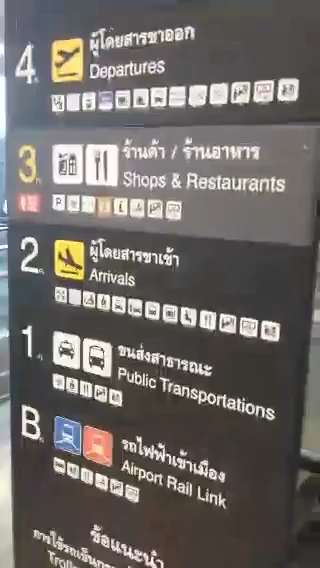 4
ผู้โดยสารขาออก
Departures
3
ร้านค้า / ร้านอาหาร
Shops & Restaurants
2
ผู้โดยสารขาเข้า
Arrivals
1
ขนส่งสาธารณะ
Public Transportations
B
รถไฟฟ้าเข้าเมือง
Airport Rail Link
ข้อแนะนำ